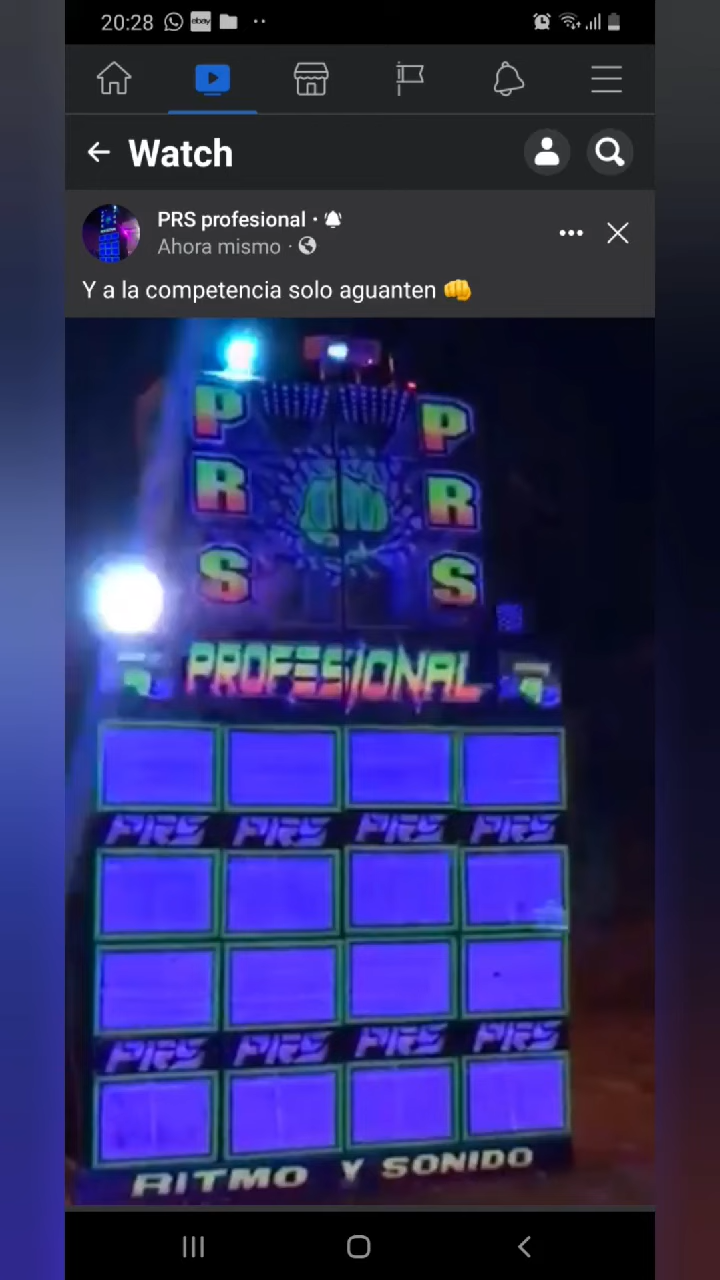 20:28
ebay
Watch
PRS profesional
Ahora mismo
Y a la competencia solo aguanten 👊
P P
R R
S S
PROFESIONAL
PRS PRS PRS PRS
PRS PRS PRS PRS
RITMO Y SONIDO